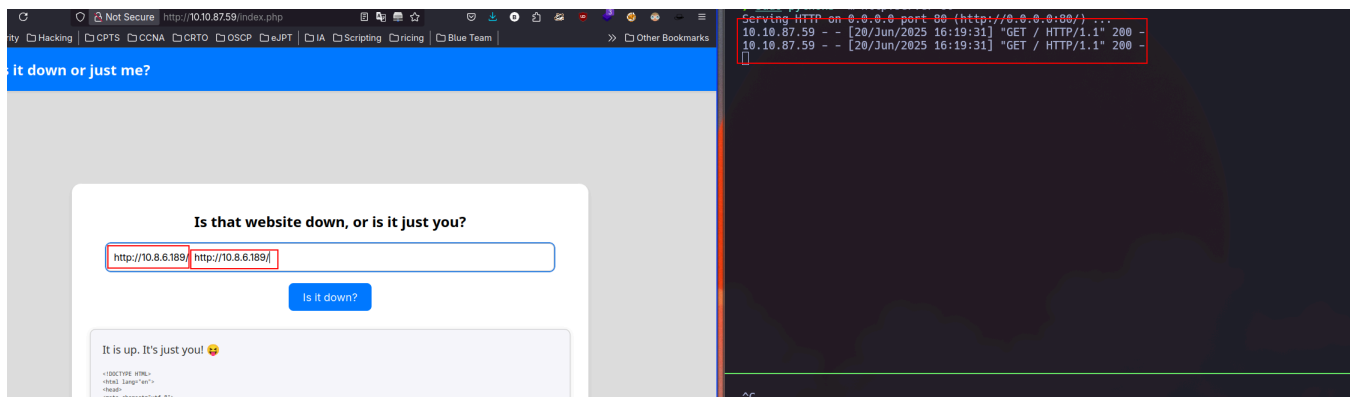 Not Secure http://10.10.87.59/index.php
Hacking CPTS CCNA CRTO OSCP eJPT IA Scripting ricing Blue Team >> Other Bookmarks
it down or just me?
Is that website down, or is it just you?
http://10.8.6.189/ http://10.8.6.189/
Is it down?
It is up. It's just you! 😝
<!DOCTYPE HTML>
<html lang="en">
<head>
Serving HTTP on 0.0.0.0 port 80 (http://0.0.0.0:80/) ...
10.10.87.59 - - [20/Jun/2025 16:19:31] "GET / HTTP/1.1" 200 -
10.10.87.59 - - [20/Jun/2025 16:19:31] "GET / HTTP/1.1" 200 -
^C